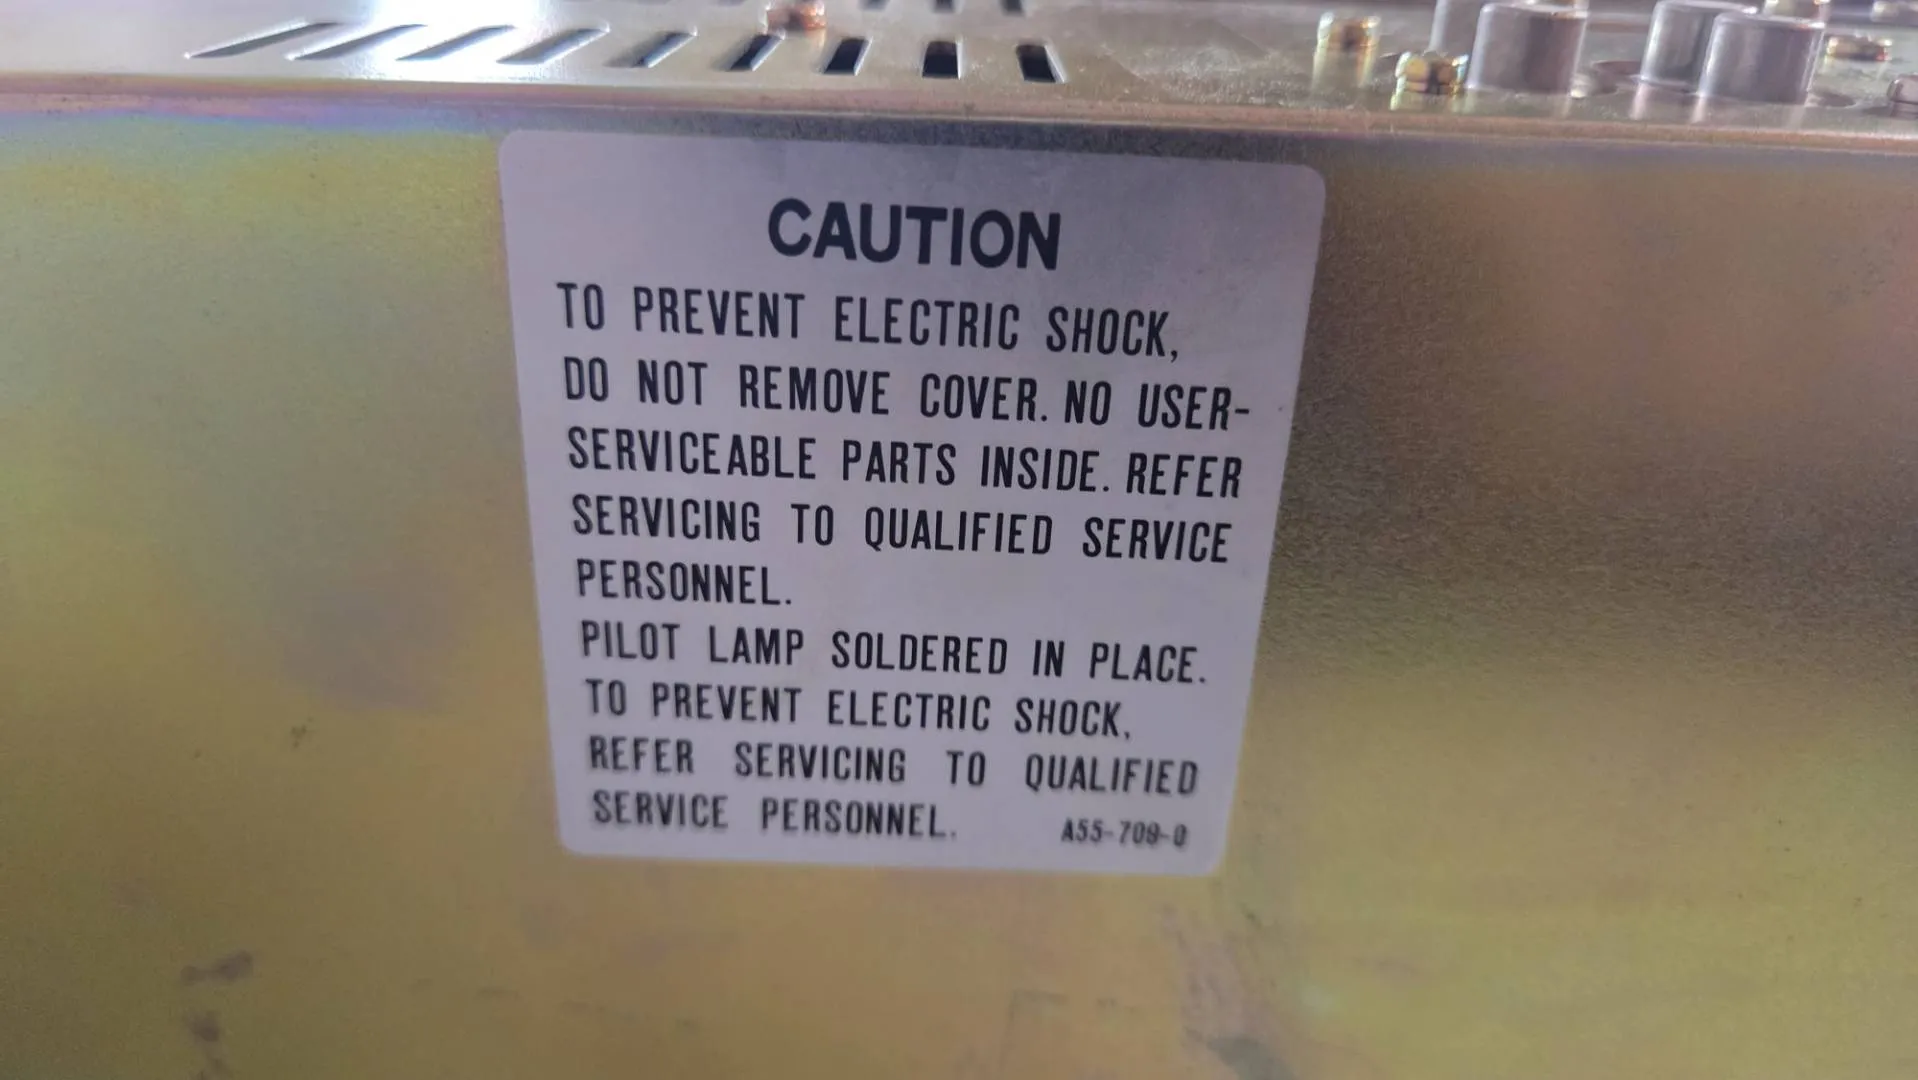 CAUTION
TO PREVENT ELECTRIC SHOCK,
DO NOT REMOVE COVER. NO USER-
SERVICEABLE PARTS INSIDE. REFER
SERVICING TO QUALIFIED SERVICE
PERSONNEL.
PILOT LAMP SOLDERED IN PLACE.
TO PREVENT ELECTRIC SHOCK,
REFER SERVICING TO QUALIFIED
SERVICE PERSONNEL. A55-709-0